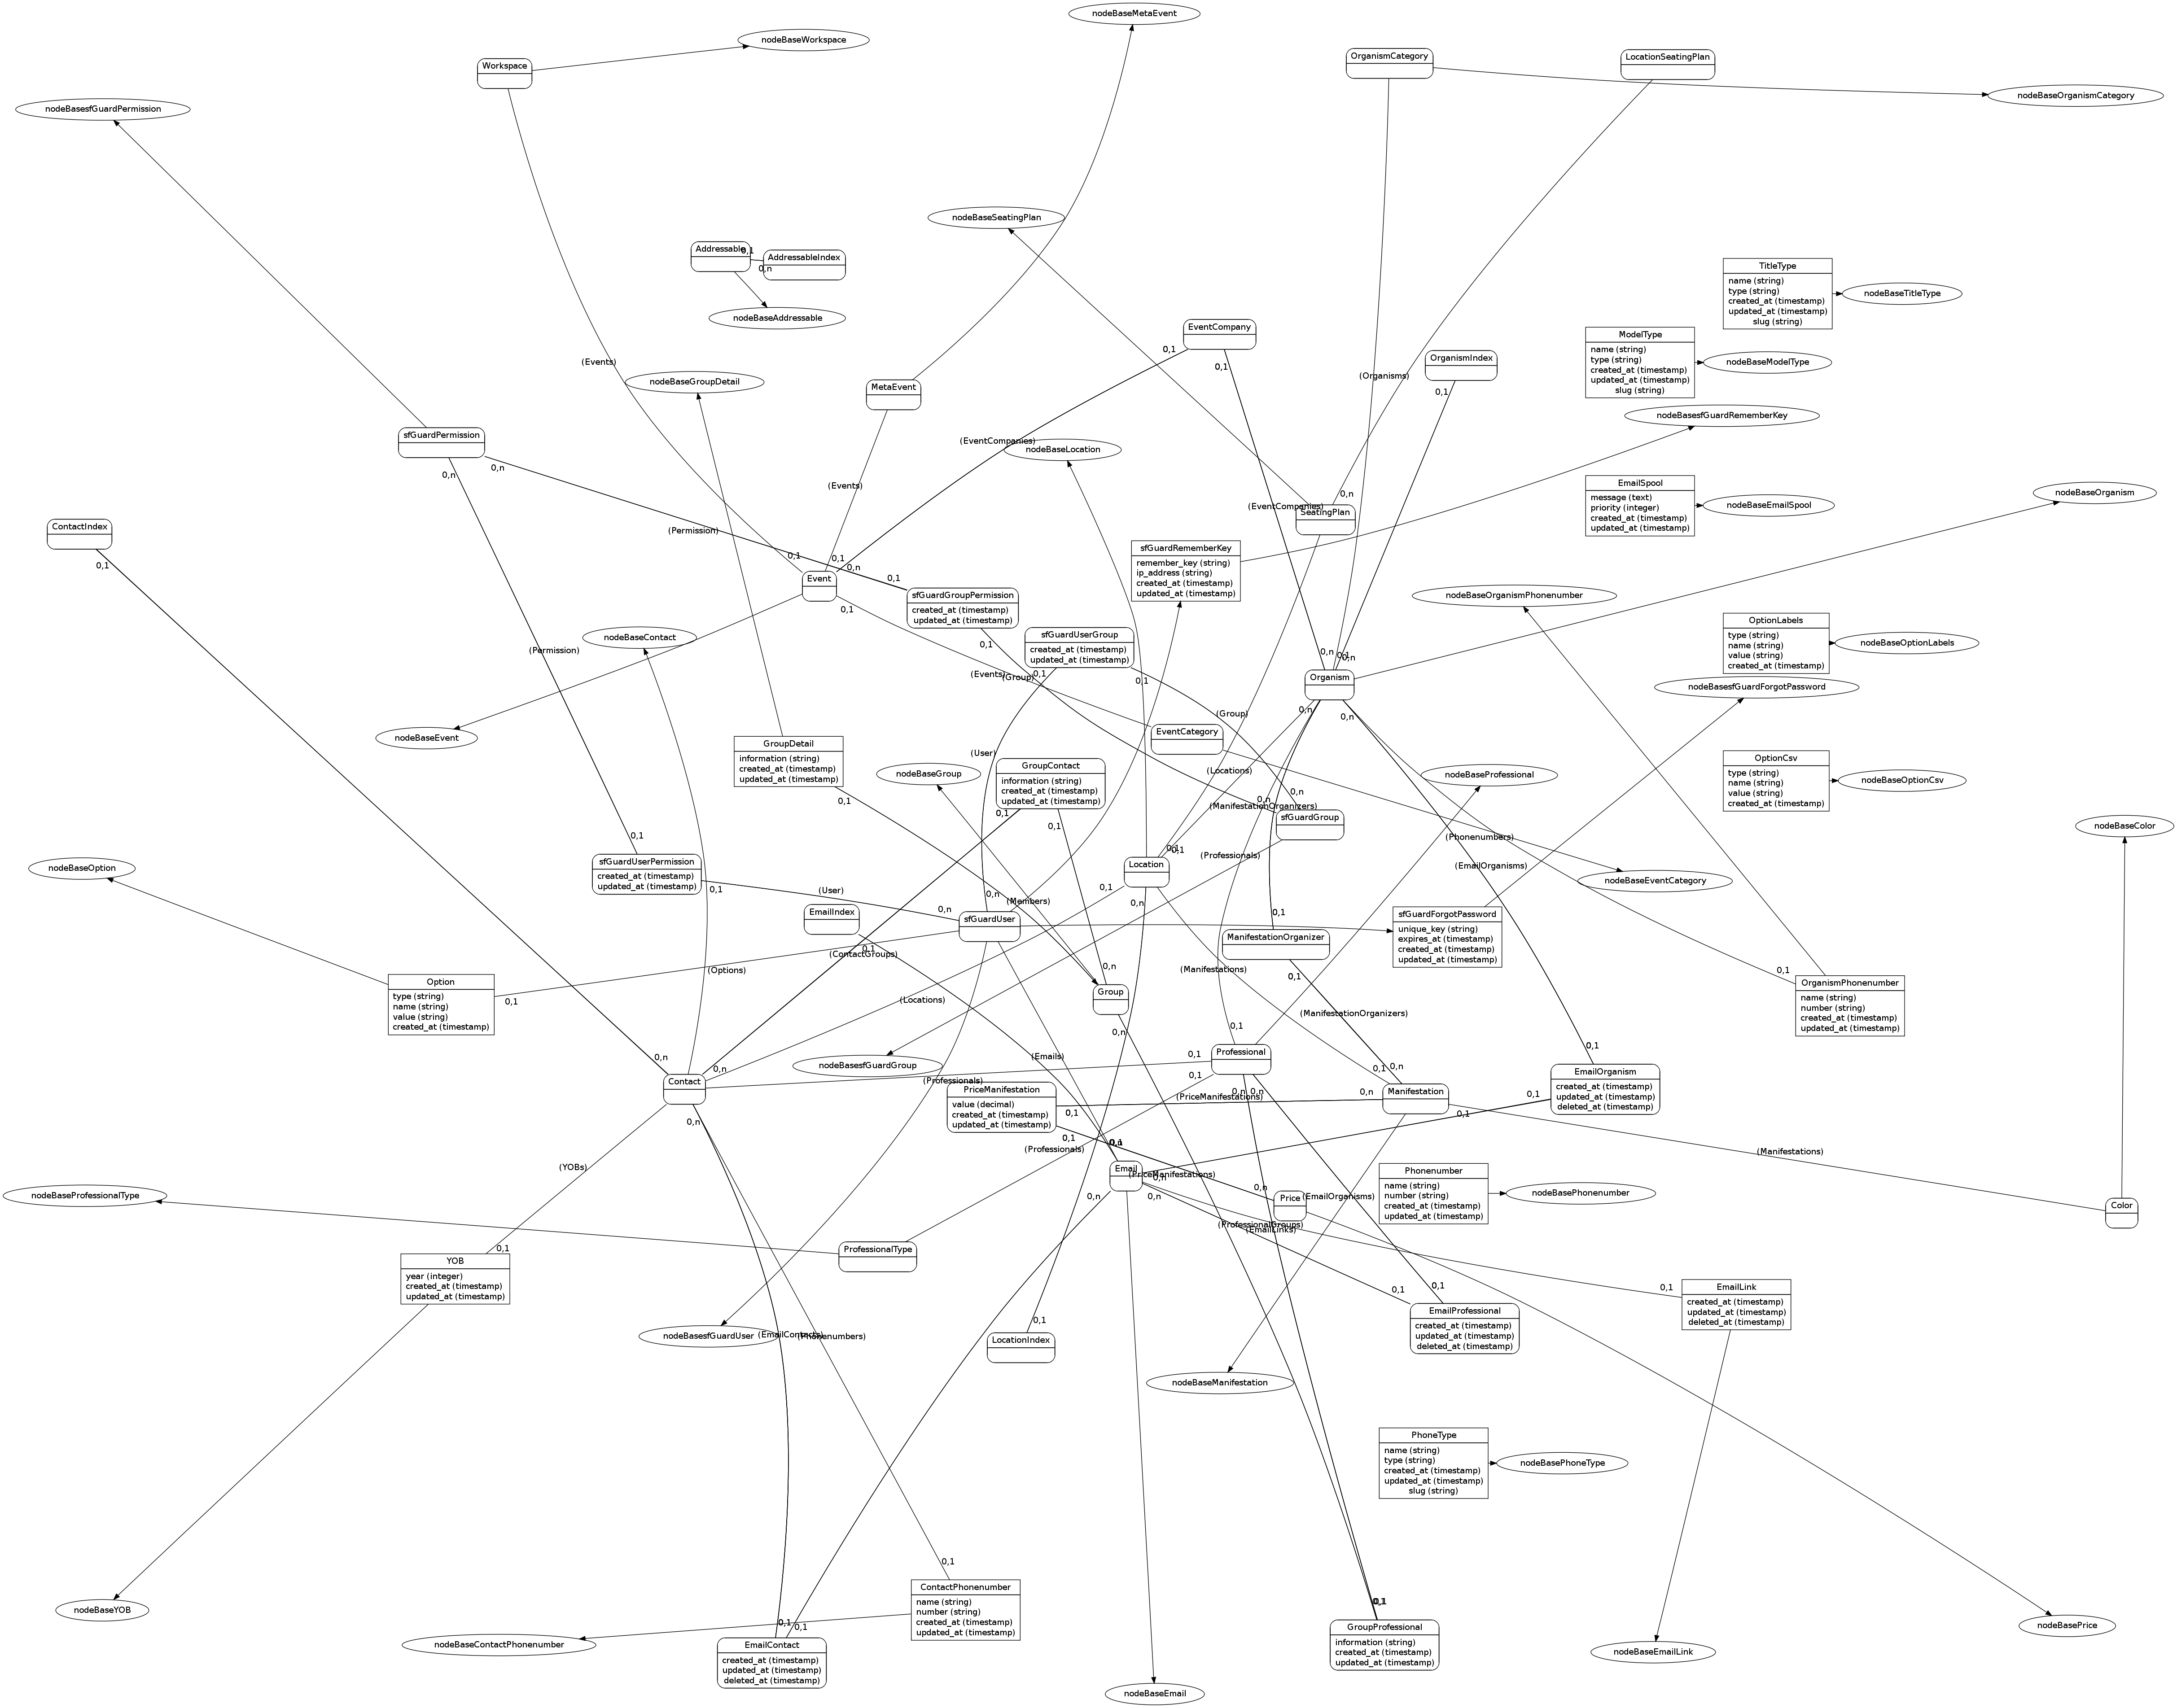 nodeBaseMetaEvent
nodeBaseWorkspace
Workspace
OrganismCategory
LocationSeatingPlan
nodeBaseOrganismCategory
nodeBasesfGuardPermission
nodeBaseSeatingPlan
Addressable
0,1
AddressableIndex
0,n
nodeBaseAddressable
TitleType
name (string)
type (string)
created_at (timestamp)
updated_at (timestamp)
slug (string)
nodeBaseTitleType
EventCompany
0,1
0,1
OrganismIndex
0,1
ModelType
name (string)
type (string)
created_at (timestamp)
updated_at (timestamp)
slug (string)
nodeBaseModelType
(Events)
nodeBaseGroupDetail
MetaEvent
(Organisms)
nodeBasesfGuardRememberKey
sfGuardPermission
0,n
0,n
(EventCompanies)
nodeBaseLocation
(Events)
0,n
EmailSpool
message (text)
priority (integer)
created_at (timestamp)
updated_at (timestamp)
nodeBaseEmailSpool
nodeBaseOrganism
(EventCompanies)
SeatingPlan
ContactIndex
0,1
(Permission)
sfGuardRememberKey
remember_key (string)
ip_address (string)
created_at (timestamp)
updated_at (timestamp)
0,1
0,1
0,n
0,1
Event
0,1
sfGuardGroupPermission
created_at (timestamp)
updated_at (timestamp)
0,1
nodeBaseOrganismPhonenumber
nodeBaseContact
(Permission)
sfGuardUserGroup
created_at (timestamp)
updated_at (timestamp)
OptionLabels
type (string)
name (string)
value (string)
created_at (timestamp)
nodeBaseOptionLabels
0,n
0,1
0,n
(Events)
(Group)
0,1
0,1
Organism
0,n
0,n
nodeBasesfGuardForgotPassword
nodeBaseEvent
(Group)
EventCategory
GroupDetail
information (string)
created_at (timestamp)
updated_at (timestamp)
0,1
(User)
nodeBaseGroup
GroupContact
information (string)
created_at (timestamp)
updated_at (timestamp)
0,1
0,1
(Locations)
nodeBaseProfessional
OptionCsv
type (string)
name (string)
value (string)
created_at (timestamp)
nodeBaseOptionCsv
0,n
0,n
(ManifestationOrganizers)
sfGuardGroup
0,n
(Phonenumbers)
nodeBaseColor
0,1
sfGuardUserPermission
created_at (timestamp)
updated_at (timestamp)
nodeBaseOption
0,1
0,1
(Professionals)
Location
0,1
(EmailOrganisms)
nodeBaseEventCategory
(User)
0,1
0,n
0,n
(Members)
EmailIndex
0,1
sfGuardUser
0,1
sfGuardForgotPassword
unique_key (string)
expires_at (timestamp)
created_at (timestamp)
updated_at (timestamp)
ManifestationOrganizer
0,1
(ContactGroups)
(Options)
(Manifestations)
0,n
Option
type (string)
name (string)
value (string)
created_at (timestamp)
0,1
Group
(Locations)
0,1
OrganismPhonenumber
name (string)
number (string)
created_at (timestamp)
updated_at (timestamp)
(ManifestationOrganizers)
0,n
0,1
0,n
0,n
nodeBasesfGuardGroup
(Emails)
0,1
0,1
Professional
0,n
0,n
0,1
0,n
0,1
EmailOrganism
created_at (timestamp)
updated_at (timestamp)
deleted_at (timestamp)
0,1
Contact
0,n
(Professionals)
PriceManifestation
value (decimal)
created_at (timestamp)
updated_at (timestamp)
0,1
0,1
(PriceManifestations)
0,n
Manifestation
0,1
(Professionals)
(Manifestations)
(YOBs)
Email
0,n
0,n
0,n
(PriceManifestations)
0,n
Price
(EmailOrganisms)
Phonenumber
name (string)
number (string)
created_at (timestamp)
updated_at (timestamp)
nodeBasePhonenumber
Color
nodeBaseProfessionalType
(ProfessionalGroups)
(EmailLinks)
ProfessionalType
0,1
YOB
year (integer)
created_at (timestamp)
updated_at (timestamp)
0,1
0,1
EmailProfessional
created_at (timestamp)
updated_at (timestamp)
deleted_at (timestamp)
0,1
EmailLink
created_at (timestamp)
updated_at (timestamp)
deleted_at (timestamp)
nodeBasesfGuardUser
(EmailContacts)
(Phonenumbers)
0,1
LocationIndex
nodeBaseManifestation
PhoneType
name (string)
type (string)
created_at (timestamp)
updated_at (timestamp)
slug (string)
nodeBasePhoneType
0,1
ContactPhonenumber
name (string)
number (string)
created_at (timestamp)
updated_at (timestamp)
nodeBaseYOB
nodeBaseContactPhonenumber
0,1
0,1
EmailContact
created_at (timestamp)
updated_at (timestamp)
deleted_at (timestamp)
0,1
GroupProfessional
information (string)
created_at (timestamp)
updated_at (timestamp)
nodeBaseEmailLink
nodeBasePrice
nodeBaseEmail